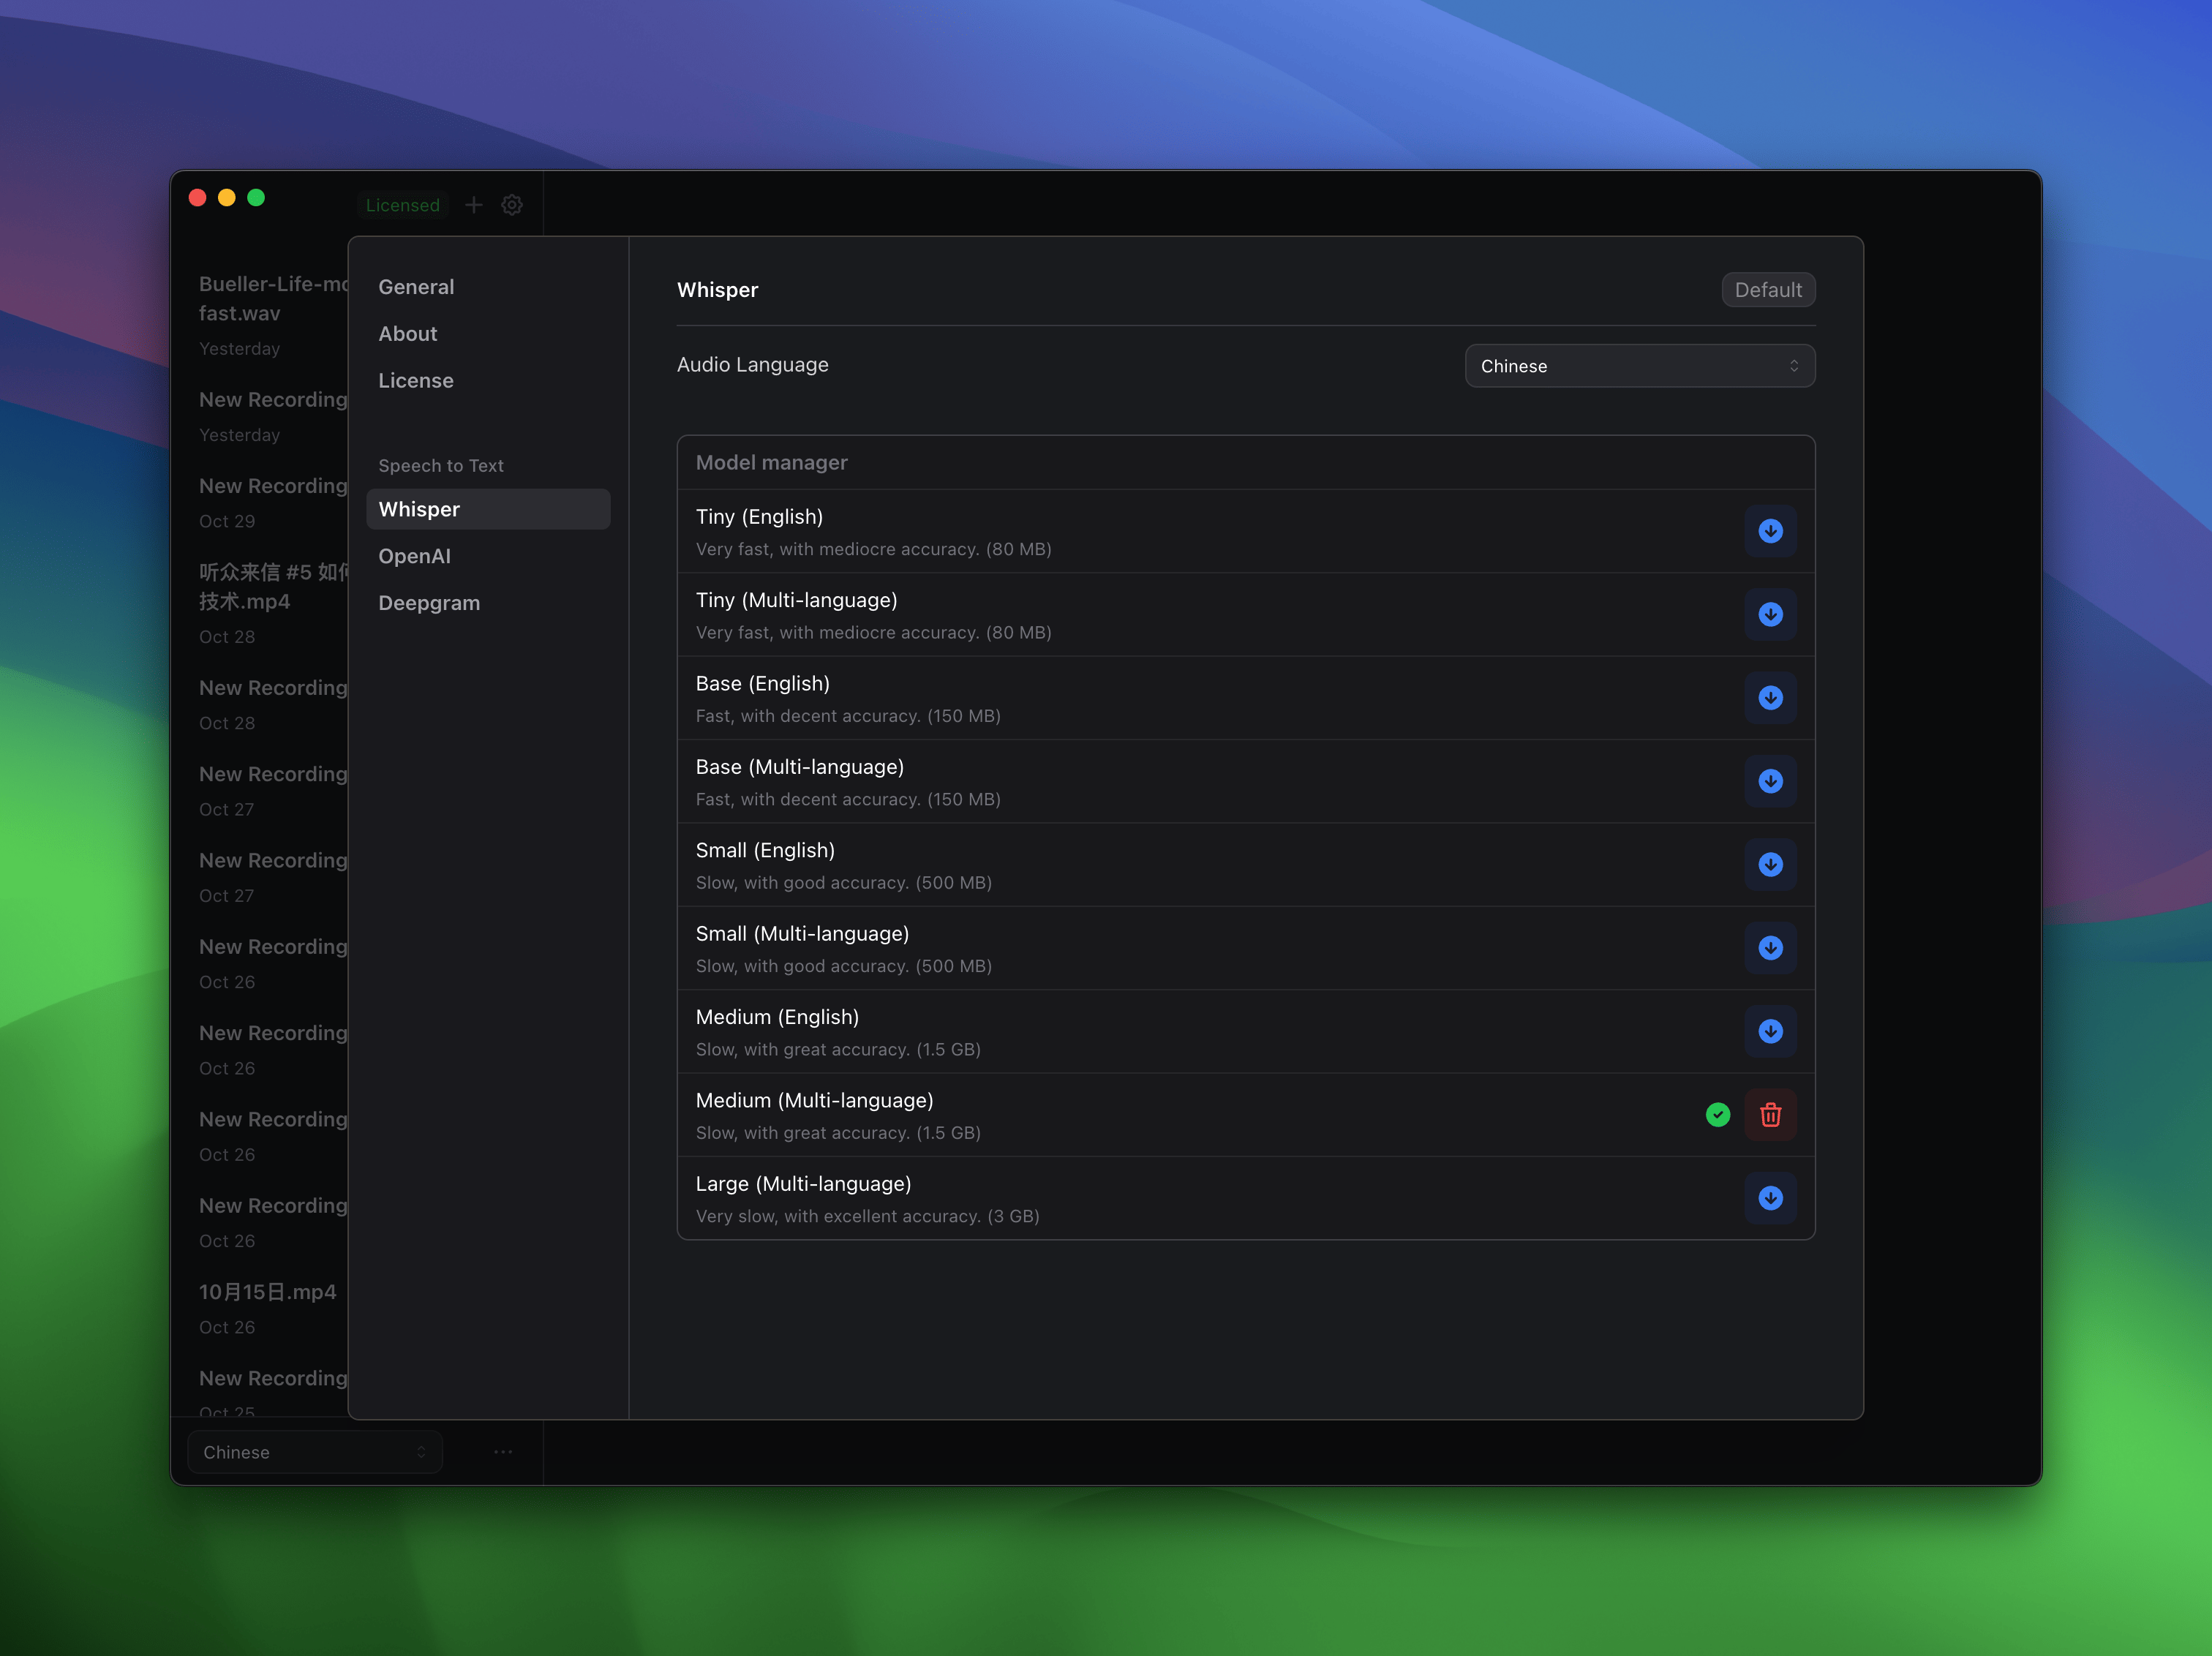 Licensed
Bueller-Life-mo
fast.wav
Yesterday
New Recording
Yesterday
New Recording
Oct 29
听众来信 #5 如何
技术.mp4
Oct 28
New Recording
Oct 28
New Recording
Oct 27
New Recording
Oct 27
New Recording
Oct 26
New Recording
Oct 26
New Recording
Oct 26
New Recording
Oct 26
10月15日.mp4
Oct 26
New Recording
Oct 25
Chinese
General
About
License
Speech to Text
Whisper
OpenAI
Deepgram
Whisper
Default
Audio Language
Chinese
Model manager
Tiny (English)
Very fast, with mediocre accuracy. (80 MB)
Tiny (Multi-language)
Very fast, with mediocre accuracy. (80 MB)
Base (English)
Fast, with decent accuracy. (150 MB)
Base (Multi-language)
Fast, with decent accuracy. (150 MB)
Small (English)
Slow, with good accuracy. (500 MB)
Small (Multi-language)
Slow, with good accuracy. (500 MB)
Medium (English)
Slow, with great accuracy. (1.5 GB)
Medium (Multi-language)
Slow, with great accuracy. (1.5 GB)
Large (Multi-language)
Very slow, with excellent accuracy. (3 GB)